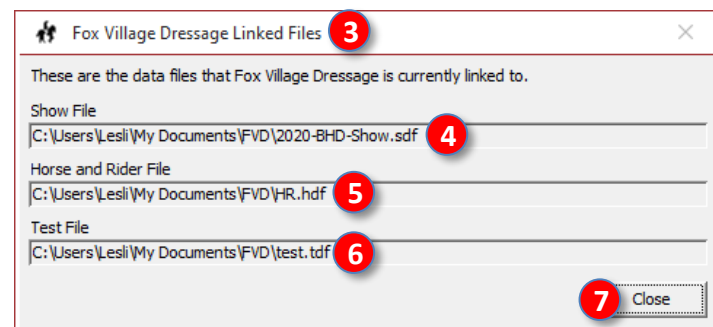 Fox Village Dressage Linked Files 3
These are the data files that Fox Village Dressage is currently linked to.
Show File
C:\Users\Lesli\My Documents\FVD\2020-BHD-Show.sdf 4
Horse and Rider File
C:\Users\Lesli\My Documents\FVD\HR.hdf 5
Test File
C:\Users\Lesli\My Documents\FVD\test.tdf 6
7 Close